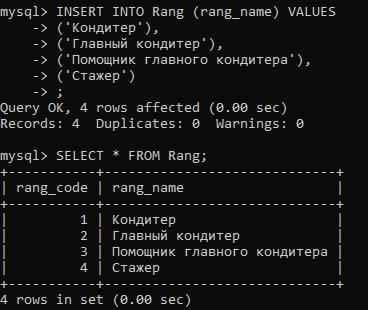 mysql> INSERT INTO Rang (rang_name) VALUES
    -> ('Кондитер'),
    -> ('Главный кондитер'),
    -> ('Помощник главного кондитера'),
    -> ('Стажер')
    -> ;
Query OK, 4 rows affected (0.00 sec)
Records: 4  Duplicates: 0  Warnings: 0

mysql> SELECT * FROM Rang;
+-----------+-----------------------------+
| rang_code | rang_name                   |
+-----------+-----------------------------+
|         1 | Кондитер                    |
|         2 | Главный кондитер            |
|         3 | Помощник главного кондитера |
|         4 | Стажер                      |
+-----------+-----------------------------+
4 rows in set (0.00 sec)